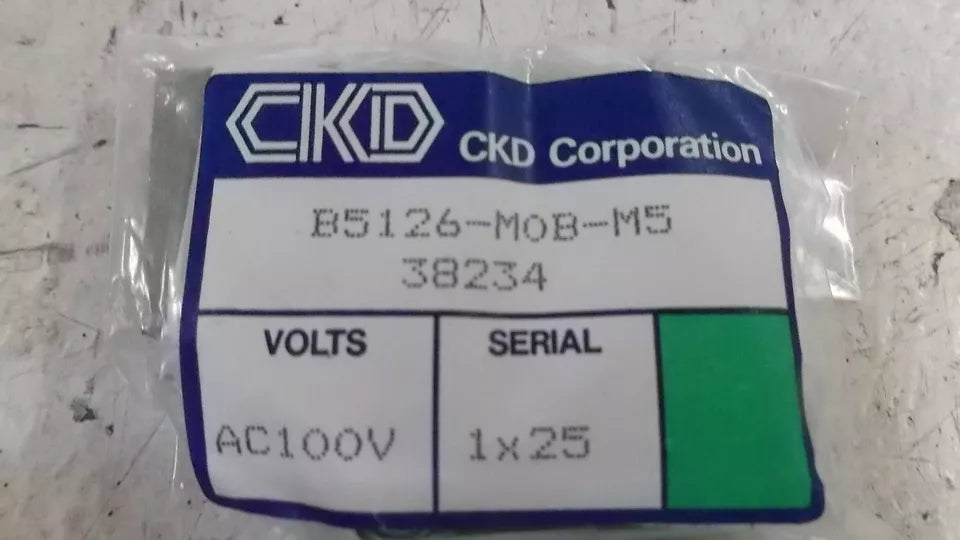 CKD CKD Corporation
B5126-M0B-M5
38234
VOLTS SERIAL
AC100V 1x25